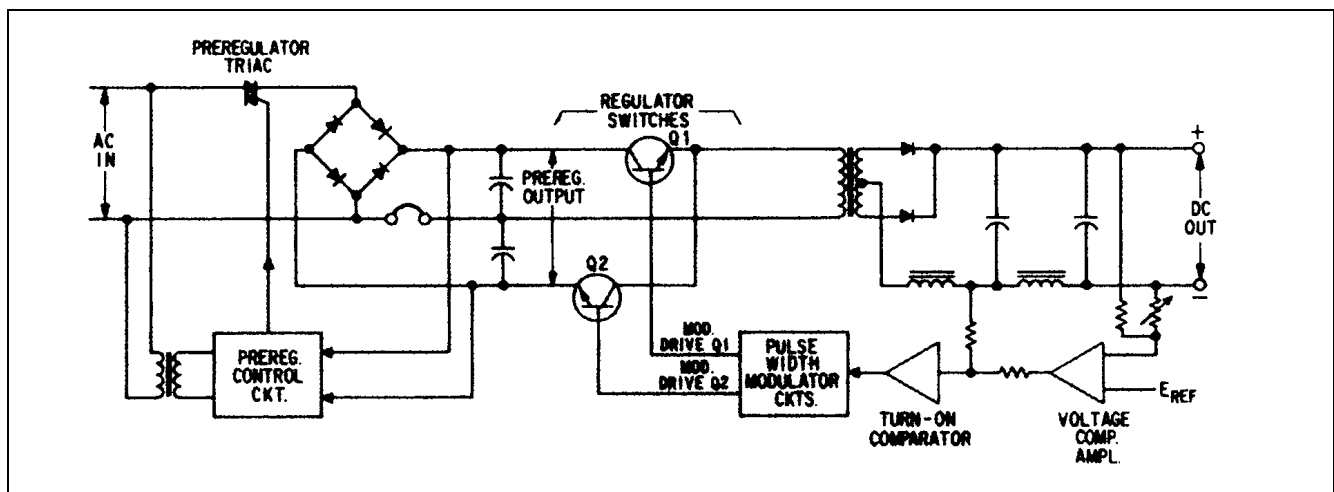 PREREGULATOR
TRIAC
AC
IN
REGULATOR
SWITCHES
Q1
PREREG.
OUTPUT
Q2
+
DC
OUT
−
PREREG.
CONTROL
CKT.
MOD.
DRIVE Q1
MOD.
DRIVE Q2
PULSE
WIDTH
MODULATOR
CKTS.
TURN-ON
COMPARATOR
VOLTAGE
COMP.
AMPL.
EREF